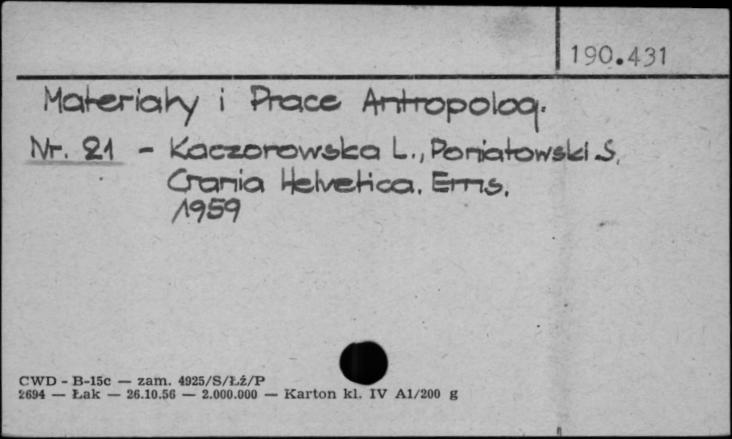 190.431
Materiały i Prace Antropolog.
Nr. 21 - Kaczorowska L., Poniatowski S,
Crania Helvetica. Ems,
1959
CWD - B-15c — zam. 4925/S/Łż/P
2694 — Łak — 26.10.56 — 2.000.000 — Karton kl. IV A1/200 g